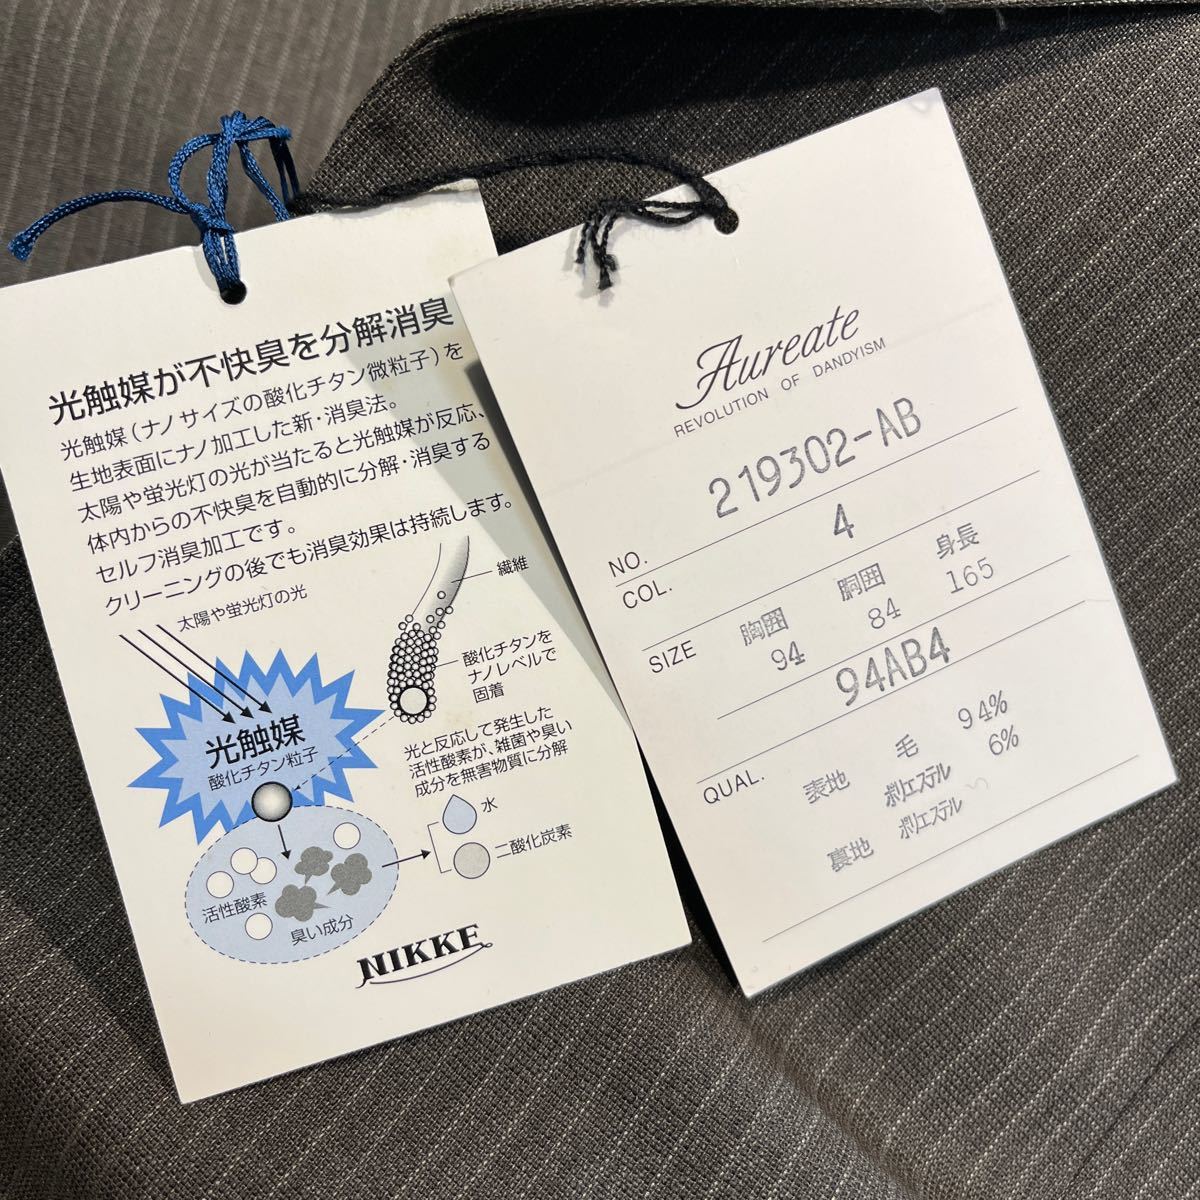 光触媒が不快臭を分解消臭
光触媒(ナノサイズの酸化チタン微粒子)を
生地表面にナノ加工した新・消臭法。
太陽や蛍光灯の光が当たると光触媒が反応、
体内からの不快臭を自動的に分解・消臭する
セルフ消臭加工です。
クリーニングの後でも消臭効果は持続します。
太陽や蛍光灯の光
繊維
酸化チタンを
ナノレベルで
固着
光触媒
酸化チタン粒子
光と反応して発生した
活性酸素が、雑菌や臭い
成分を無害物質に分解
水
二酸化炭素
活性酸素
臭い成分
NIKKE
Aureate
REVOLUTION OF DANDYISM
NO. 219302-AB
COL. 4
SIZE 胸囲 胴囲 身長
94 84 165
94AB4
QUAL. 表地 毛 94%
ポリエステル 6%
裏地 ポリエステル